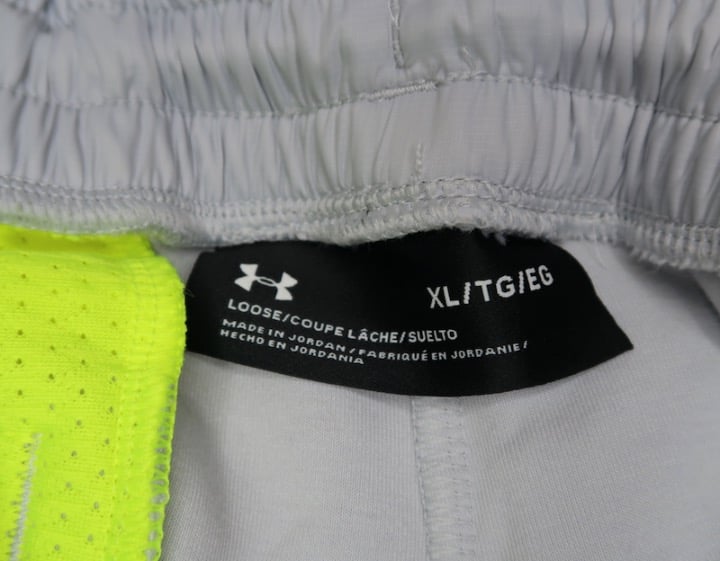 XL/TG/EG
LOOSE/COUPE LÂCHE/SUELTO
MADE IN JORDAN / FABRIQUÉ EN JORDANIE /
HECHO EN JORDANIA